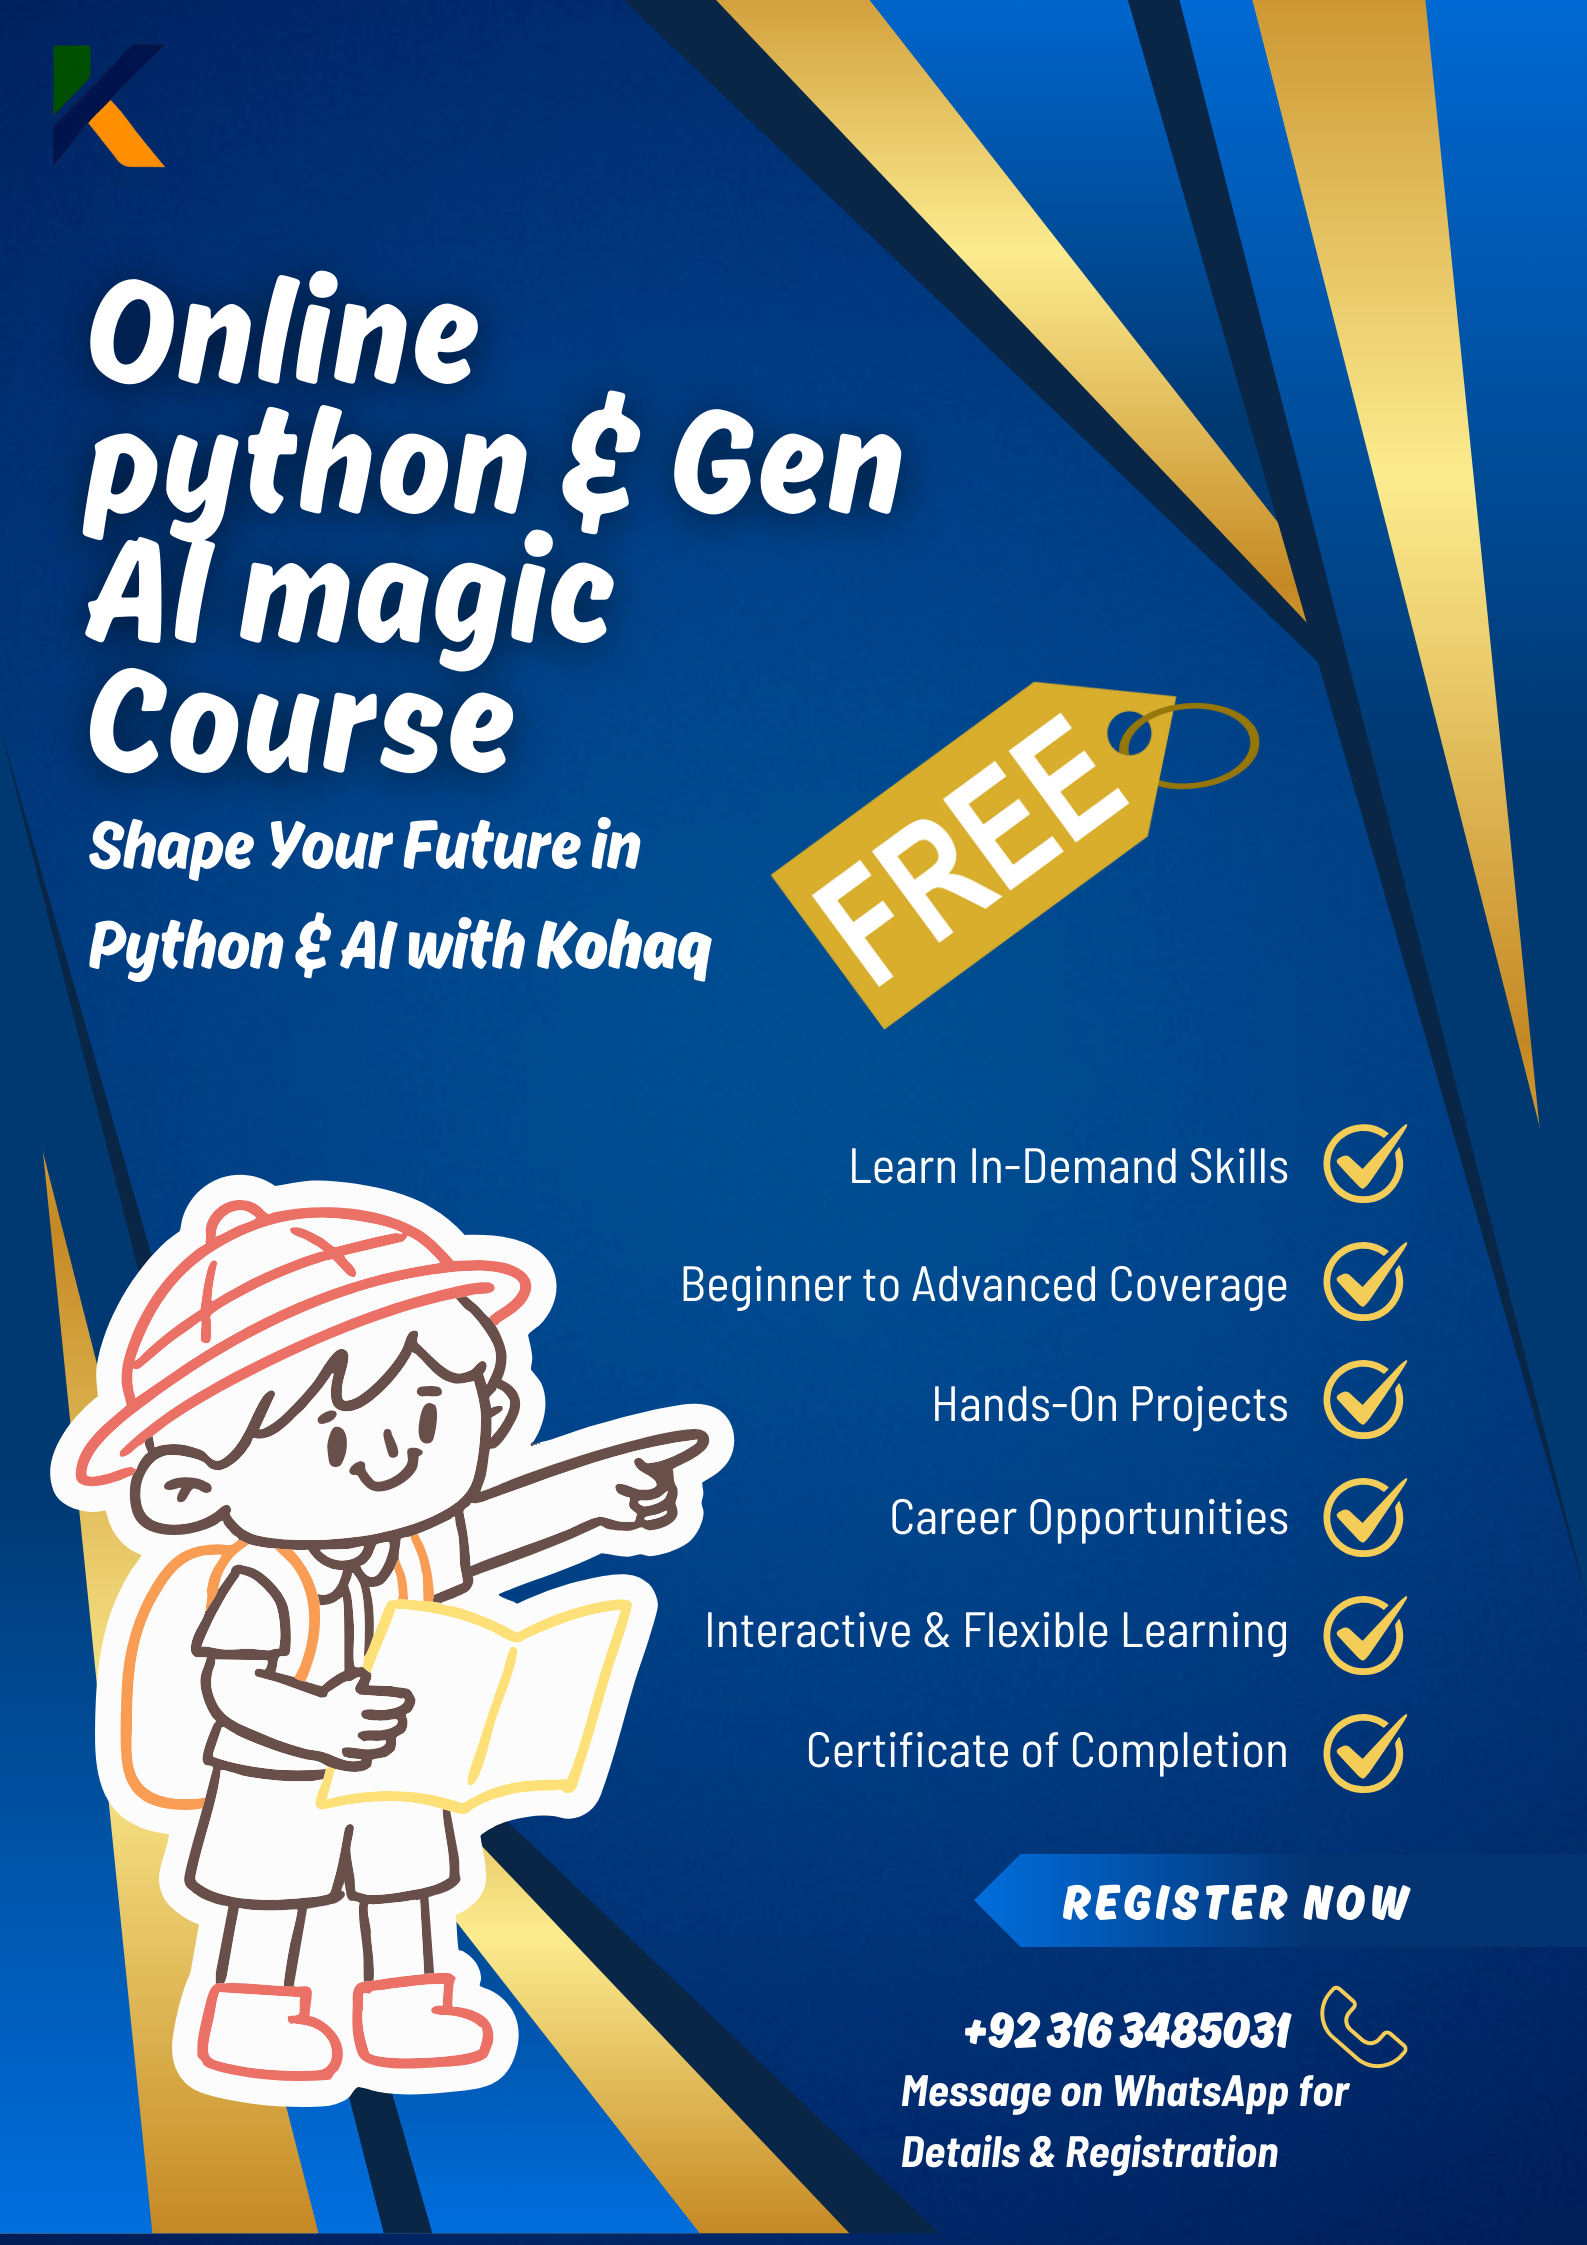 Online
python & Gen
AI magic
Course
Shape Your Future in
Python & AI with Kohaq
FREE
Learn In-Demand Skills
Beginner to Advanced Coverage
Hands-On Projects
Career Opportunities
Interactive & Flexible Learning
Certificate of Completion
REGISTER NOW
+92 316 3485031
Message on WhatsApp for
Details & Registration